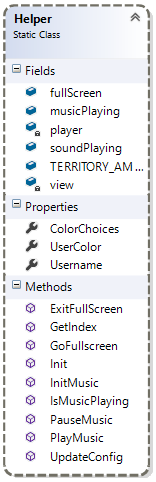 Helper
Static Class
Fields
fullScreen
musicPlaying
player
soundPlaying
TERRITORY_AM...
view
Properties
ColorChoices
UserColor
Username
Methods
ExitFullScreen
GetIndex
GoFullscreen
Init
InitMusic
IsMusicPlaying
PauseMusic
PlayMusic
UpdateConfig